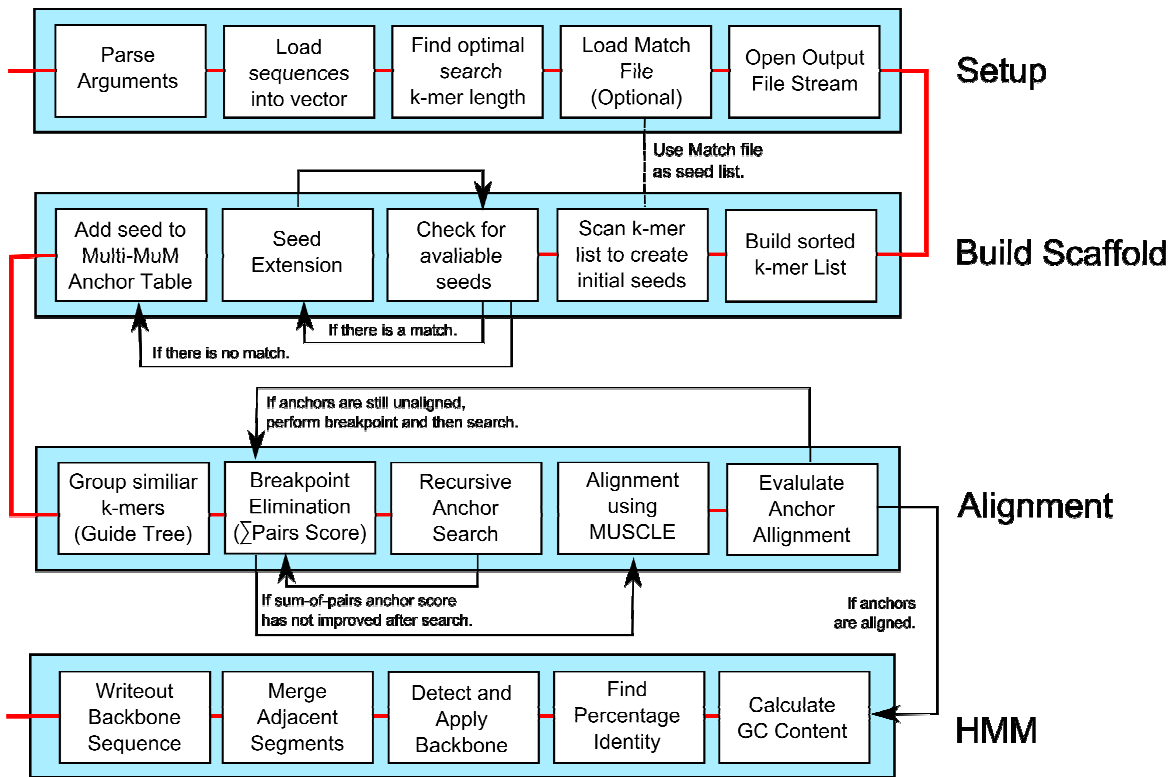 Parse
Arguments
Load
sequences
into vector
Find optimal
search
k-mer length
Load Match
File
(Optional)
Open Output
File Stream
Setup
Use Match file
as seed list.
Add seed to
Multi-MuM
Anchor Table
Seed
Extension
Check for
avaliable
seeds
Scan k-mer
list to create
initial seeds
Build sorted
k-mer List
Build Scaffold
If there is a match.
If there is no match.
If anchors are still unaligned,
perform breakpoint and then search.
Group similiar
k-mers
(Guide Tree)
Breakpoint
Elimination
(∑Pairs Score)
Recursive
Anchor
Search
Alignment
using
MUSCLE
Evalulate
Anchor
Allignment
Alignment
If sum-of-pairs anchor score
has not improved after search.
If anchors
are aligned.
Writeout
Backbone
Sequence
Merge
Adjacent
Segments
Detect and
Apply
Backbone
Find
Percentage
Identity
Calculate
GC Content
HMM